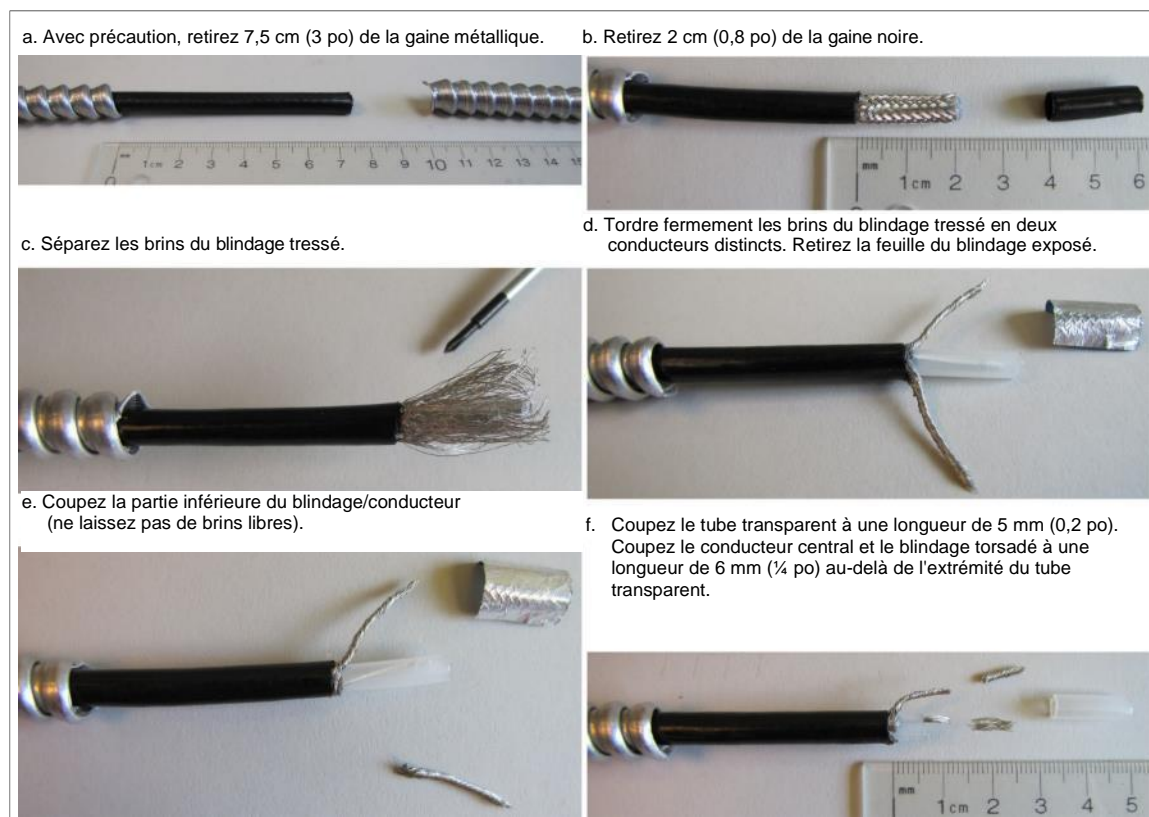 a. Avec précaution, retirez 7,5 cm (3 po) de la gaine métallique.
b. Retirez 2 cm (0,8 po) de la gaine noire.
mm 1cm 2 3 4 5 6 7 8 9 10 11 12 13 14 15
0
mm 1cm 2 3 4 5 6
c. Séparez les brins du blindage tressé.
d. Tordre fermement les brins du blindage tressé en deux
conducteurs distincts. Retirez la feuille du blindage exposé.
e. Coupez la partie inférieure du blindage/conducteur
(ne laissez pas de brins libres).
f. Coupez le tube transparent à une longueur de 5 mm (0,2 po).
Coupez le conducteur central et le blindage torsadé à une
longueur de 6 mm (¼ po) au-delà de l'extrémité du tube
transparent.
mm 1cm 2 3 4 5